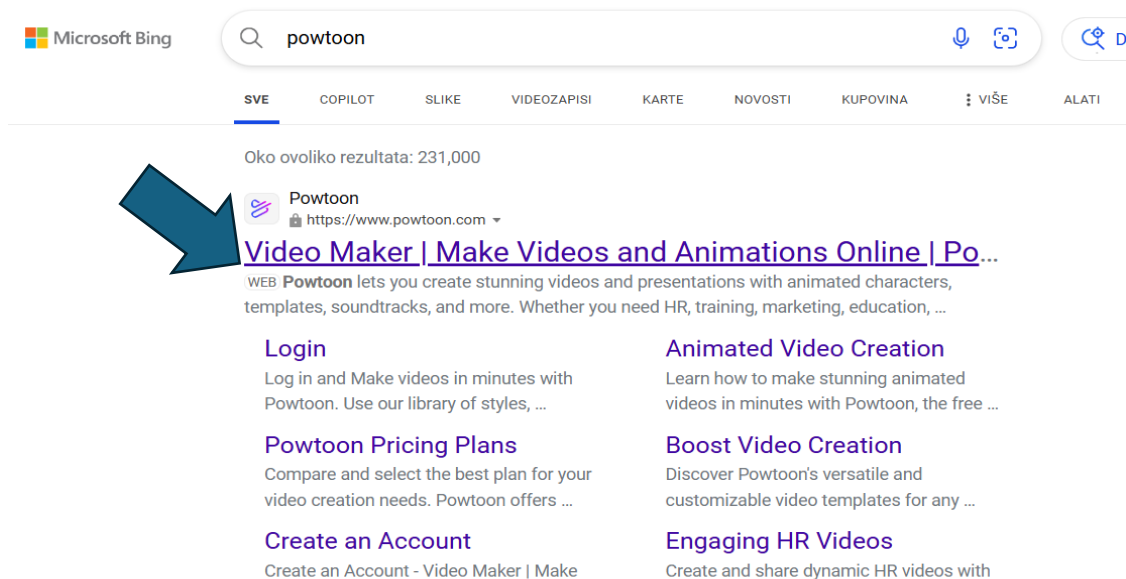 Microsoft Bing
powtoon
D
SVE COPILOT SLIKE VIDEOZAPISI KARTE NOVOSTI KUPOVINA VIŠE ALATI
Oko ovoliko rezultata: 231,000
Powtoon
https://www.powtoon.com
Video Maker | Make Videos and Animations Online | Po...
WEB Powtoon lets you create stunning videos and presentations with animated characters,
templates, soundtracks, and more. Whether you need HR, training, marketing, education, ...
Login
Log in and Make videos in minutes with
Powtoon. Use our library of styles, ...
Animated Video Creation
Learn how to make stunning animated
videos in minutes with Powtoon, the free ...
Powtoon Pricing Plans
Compare and select the best plan for your
video creation needs. Powtoon offers ...
Boost Video Creation
Discover Powtoon's versatile and
customizable video templates for any ...
Create an Account
Create an Account - Video Maker | Make
Engaging HR Videos
Create and share dynamic HR videos with